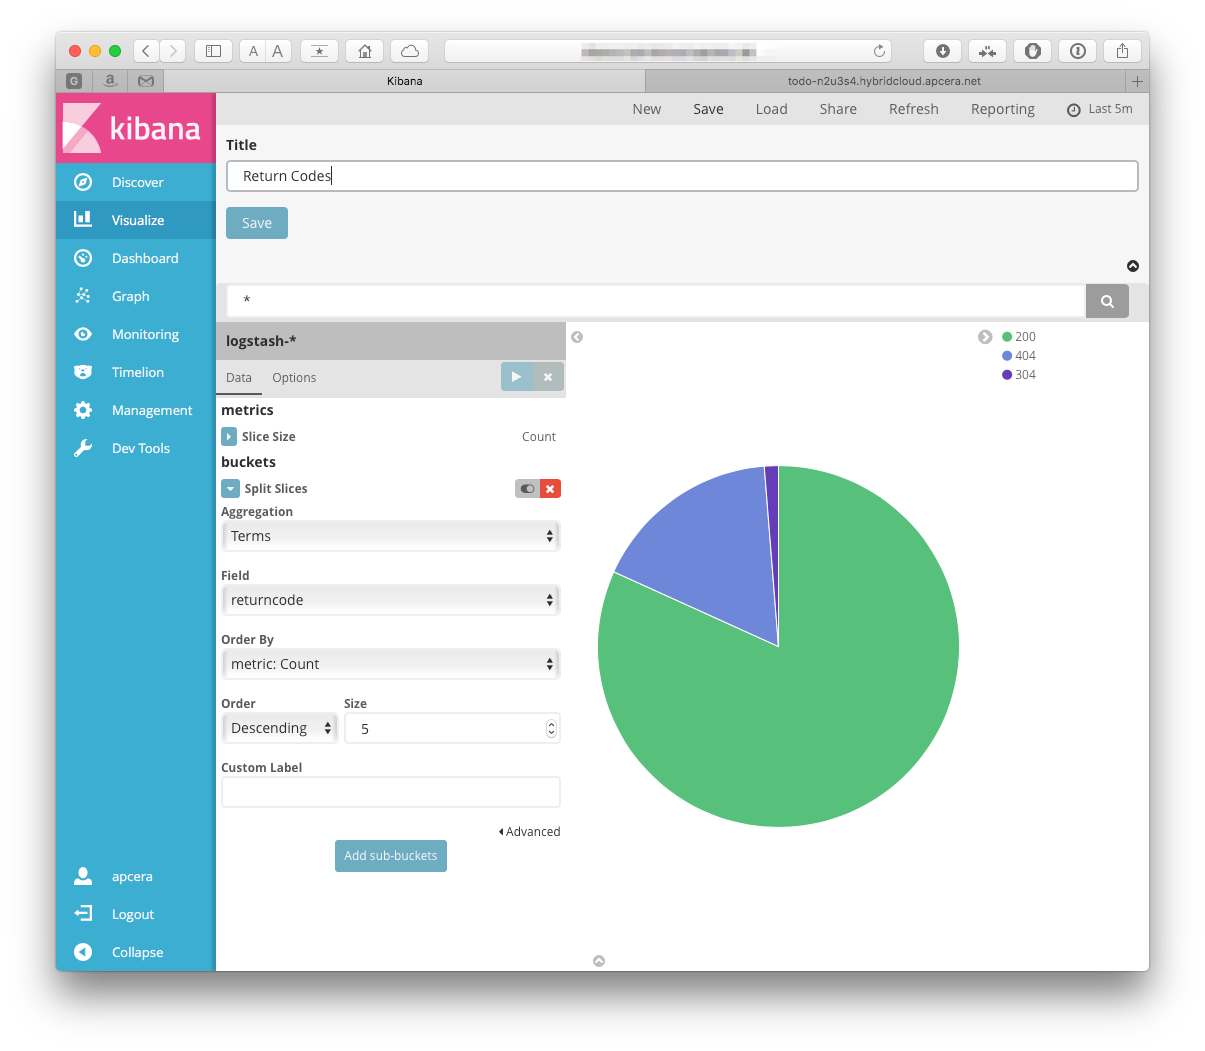 A A
G a
Kibana todo-n2u3s4.hybridcloud.apcera.net
kibana
New Save Load Share Refresh Reporting Last 5m
Title
Return Codes
Save
*
Discover
Visualize
Dashboard
Graph
Monitoring
Timelion
Management
Dev Tools
apcera
Logout
Collapse
logstash-*
Data Options
metrics
Slice Size Count
buckets
Split Slices
Aggregation
Terms
Field
returncode
Order By
metric: Count
Order Size
Descending 5
Custom Label
Advanced
Add sub-buckets
200
404
304